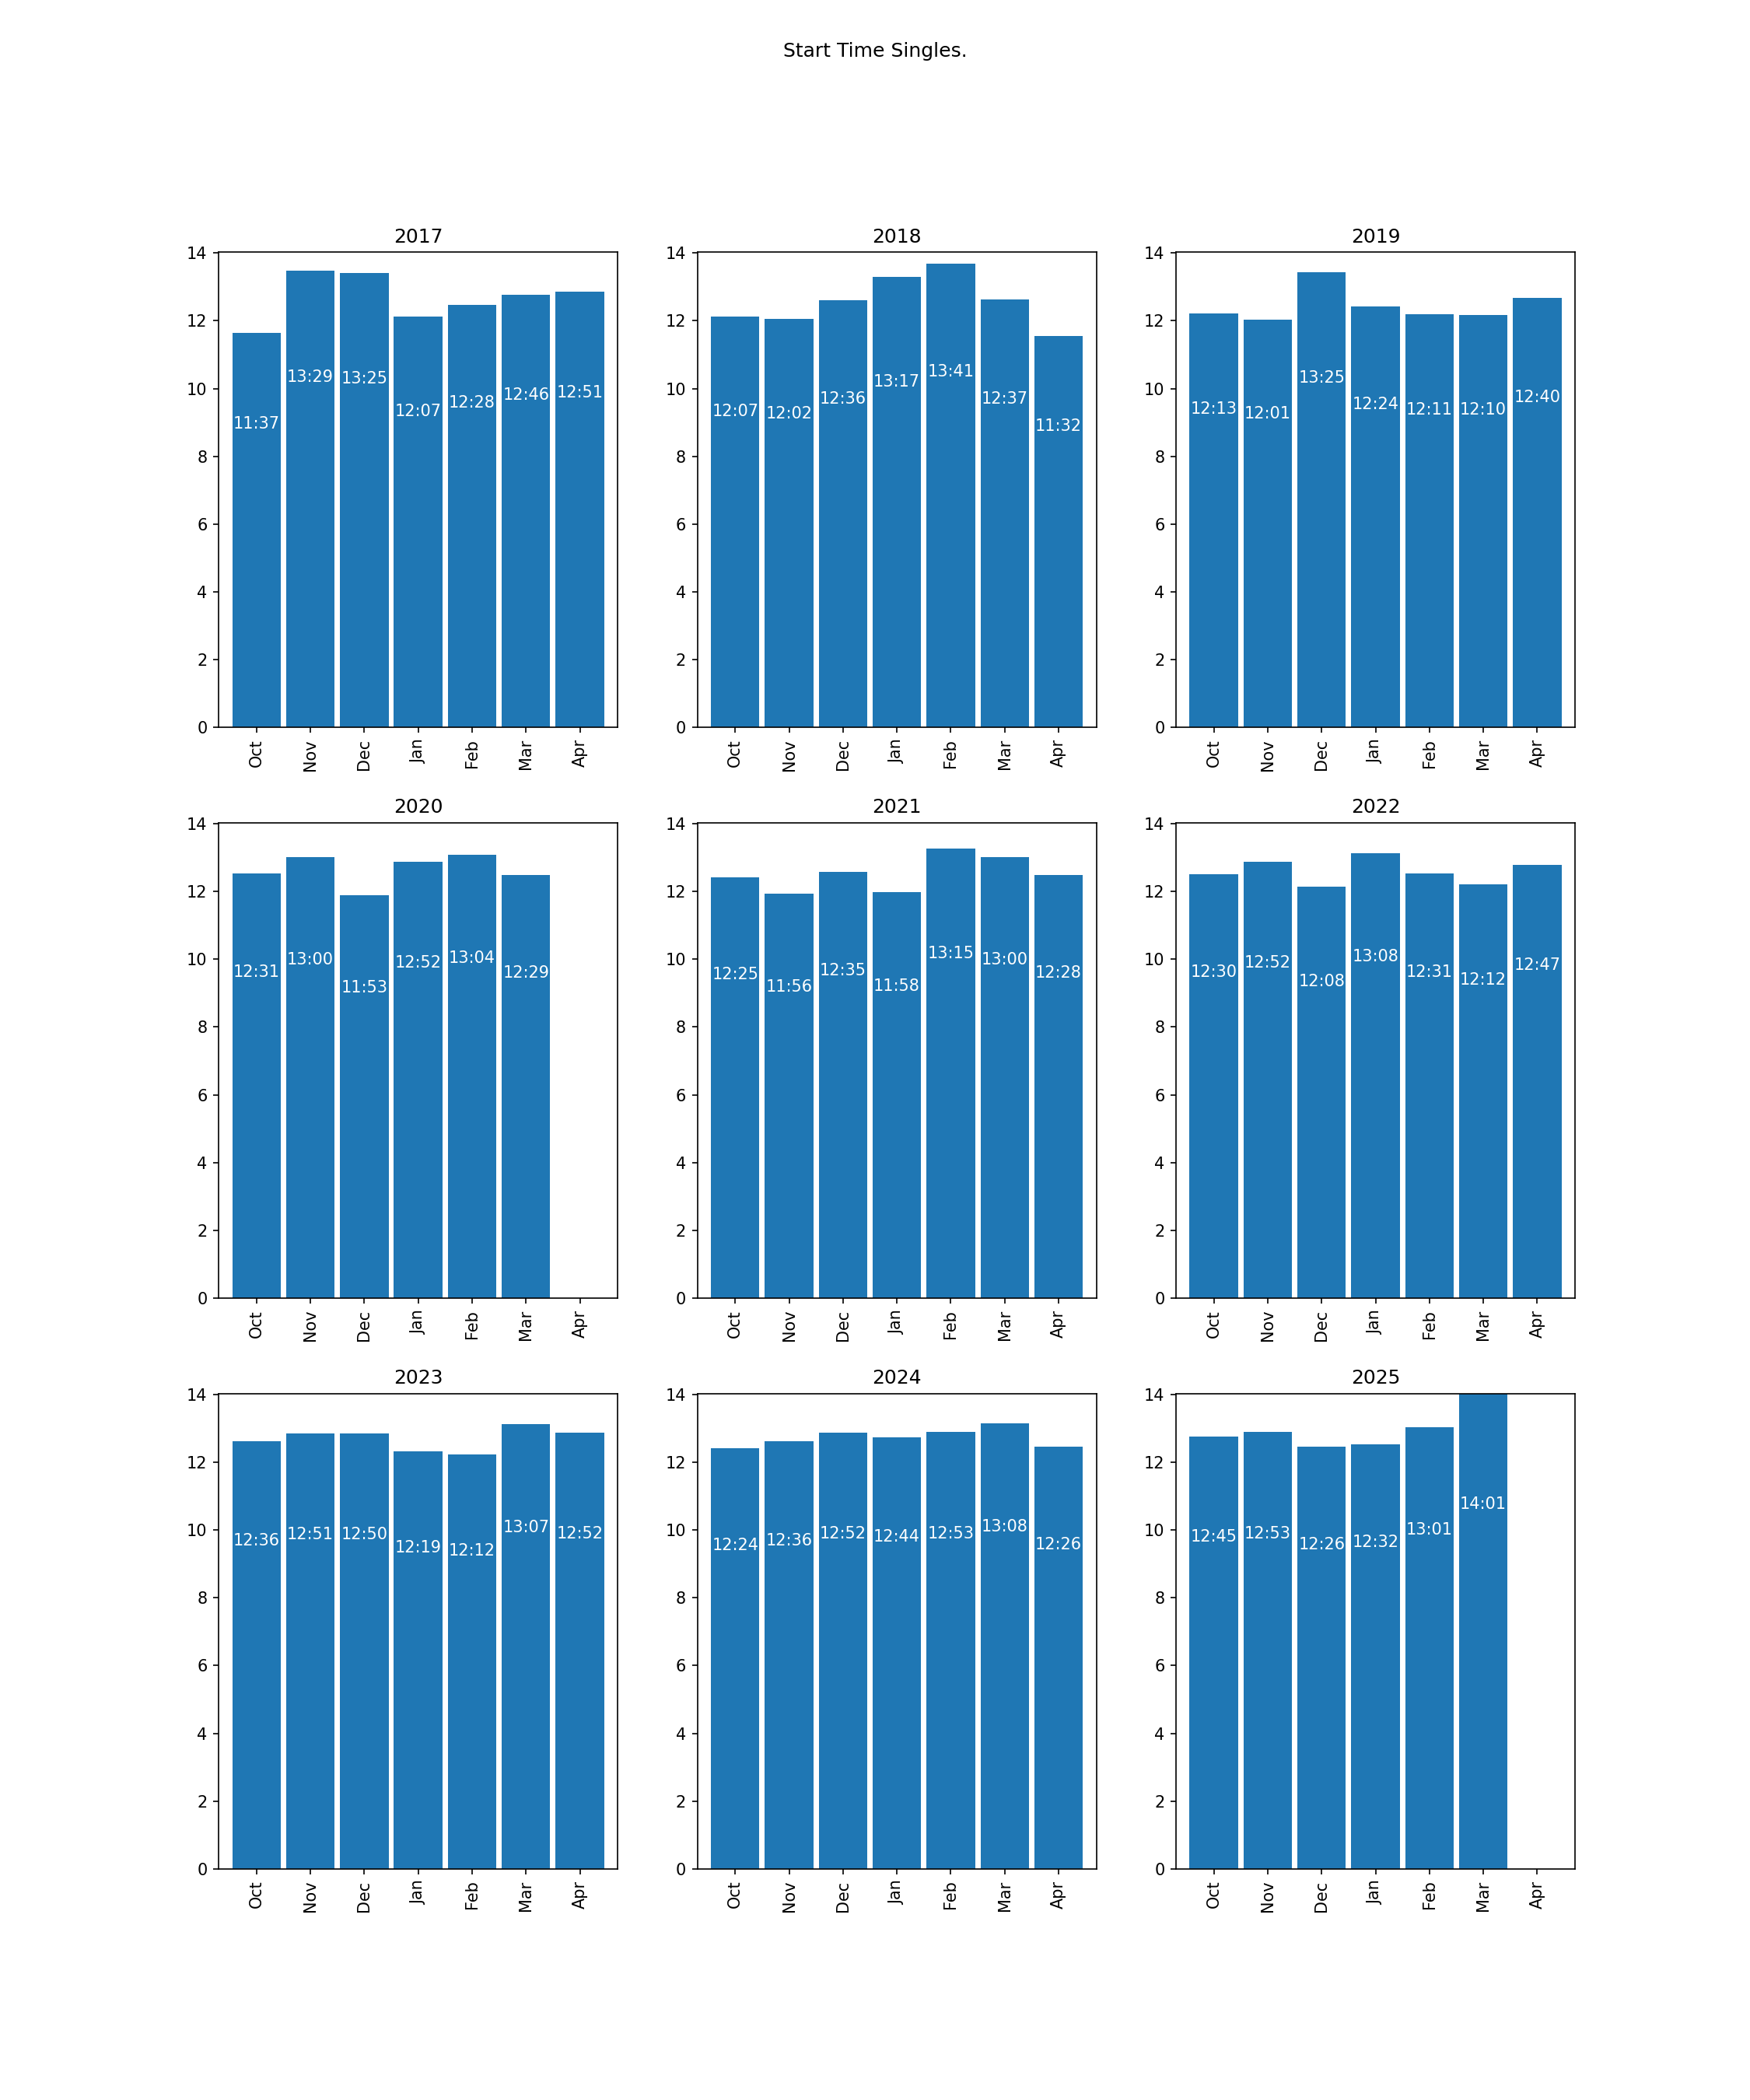 Start Time Singles.
2017 2018 2019
14 14 14
12 12 12
10 10 10
8 8 8
6 6 6
4 4 4
2 2 2
0 0 0
11:37 13:29 13:25 12:07 12:28 12:46 12:51
12:07 12:02 12:36 13:17 13:41 12:37 11:32
12:13 12:01 13:25 12:24 12:11 12:10 12:40
Oct Nov Dec Jan Feb Mar Apr
Oct Nov Dec Jan Feb Mar Apr
Oct Nov Dec Jan Feb Mar Apr
2020 2021 2022
14 14 14
12 12 12
10 10 10
8 8 8
6 6 6
4 4 4
2 2 2
0 0 0
12:31 13:00 11:53 12:52 13:04 12:29
12:25 11:56 12:35 11:58 13:15 13:00 12:28
12:30 12:52 12:08 13:08 12:31 12:12 12:47
Oct Nov Dec Jan Feb Mar Apr
Oct Nov Dec Jan Feb Mar Apr
Oct Nov Dec Jan Feb Mar Apr
2023 2024 2025
14 14 14
12 12 12
10 10 10
8 8 8
6 6 6
4 4 4
2 2 2
0 0 0
12:36 12:51 12:50 12:19 12:12 13:07 12:52
12:24 12:36 12:52 12:44 12:53 13:08 12:26
12:45 12:53 12:26 12:32 13:01 14:01
Oct Nov Dec Jan Feb Mar Apr
Oct Nov Dec Jan Feb Mar Apr
Oct Nov Dec Jan Feb Mar Apr